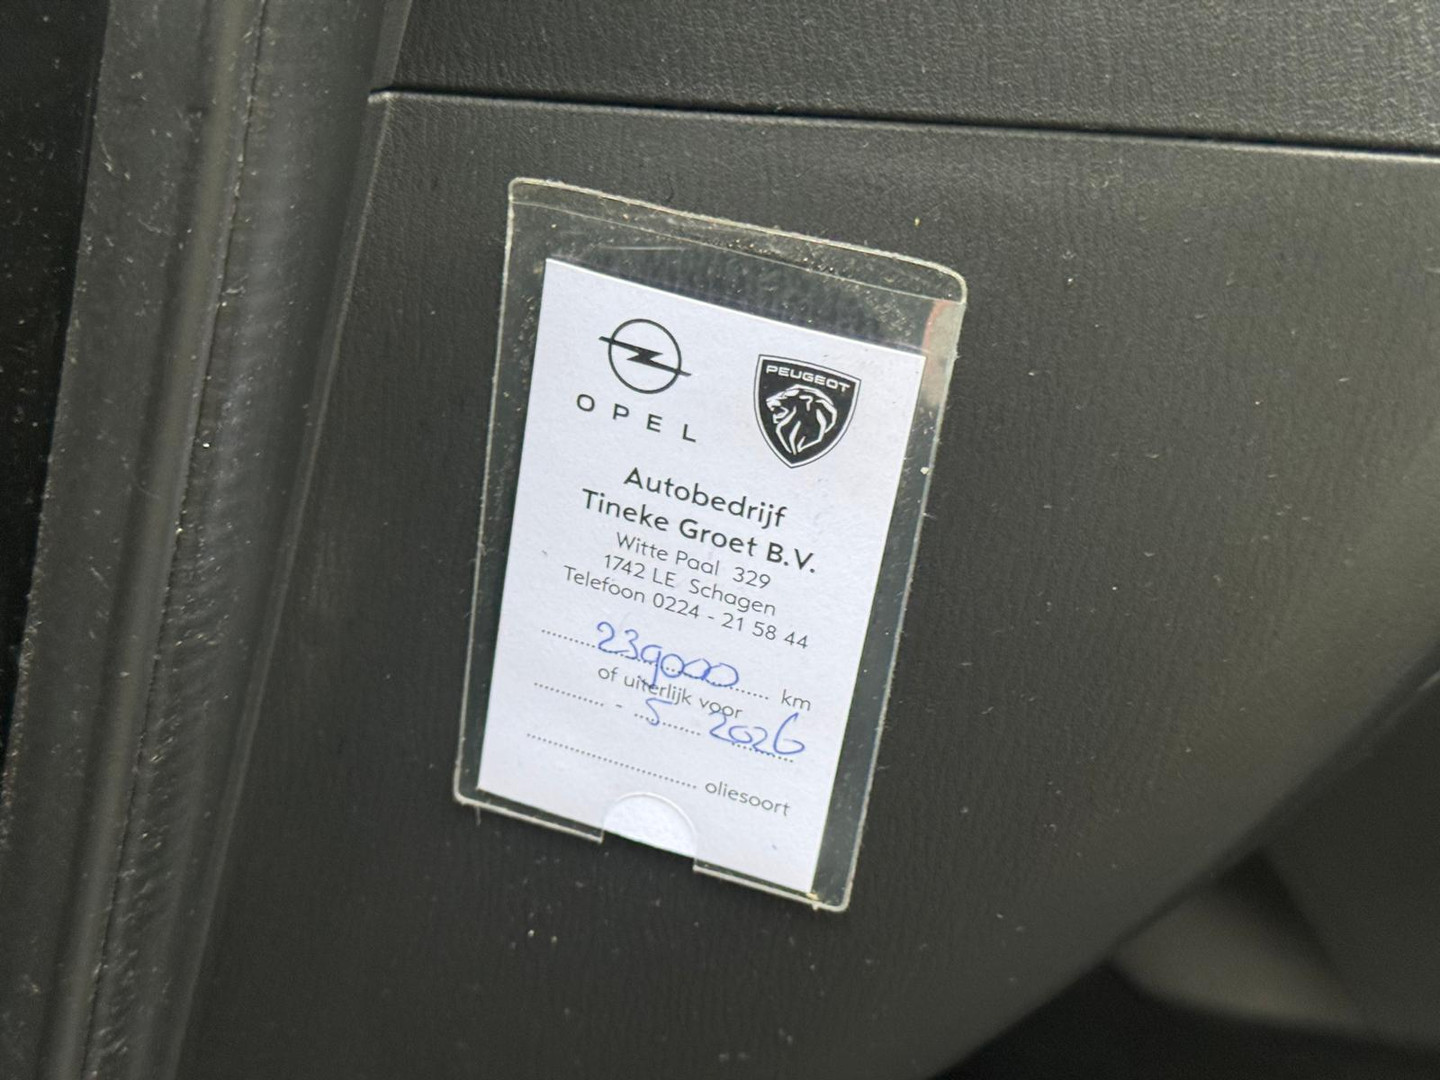 OPEL
PEUGEOT
Autobedrijf
Tineke Groet B.V.
Witte Paal 329
1742 LE Schagen
Telefoon 0224 - 21 58 44
239000 km
of uiterlijk voor
- 5 2026
oliesoort